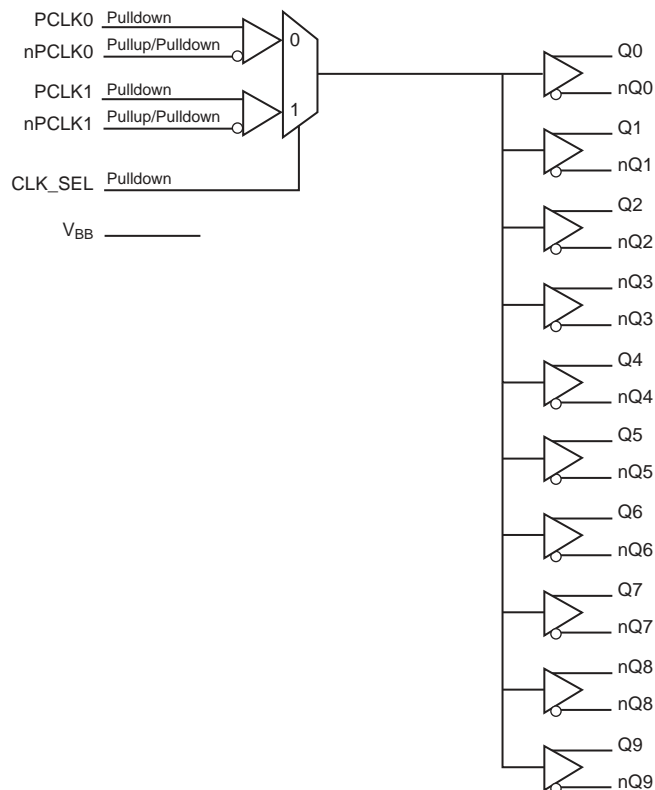 PCLK0 Pulldown
nPCLK0 Pullup/Pulldown
0
PCLK1 Pulldown
nPCLK1 Pullup/Pulldown
1
CLK_SEL Pulldown
VBB
Q0
nQ0
Q1
nQ1
Q2
nQ2
nQ3
nQ3
Q4
nQ4
Q5
nQ5
Q6
nQ6
Q7
nQ7
nQ8
nQ8
Q9
nQ9